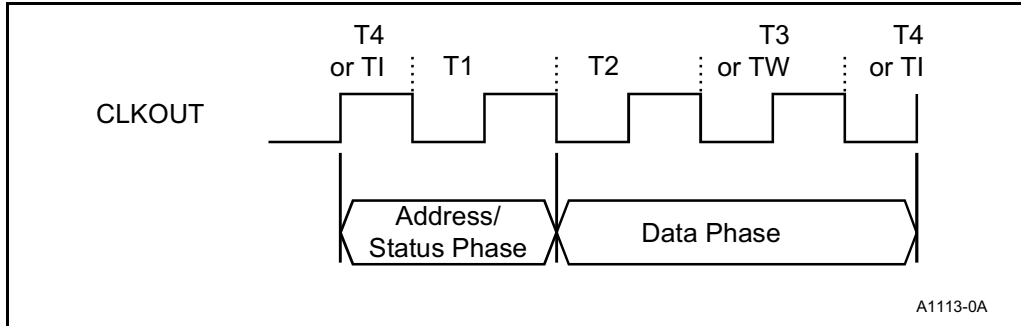 T4
or TI
T1
T2
T3
or TW
T4
or TI
CLKOUT
Address/
Status Phase
Data Phase
A1113-0A